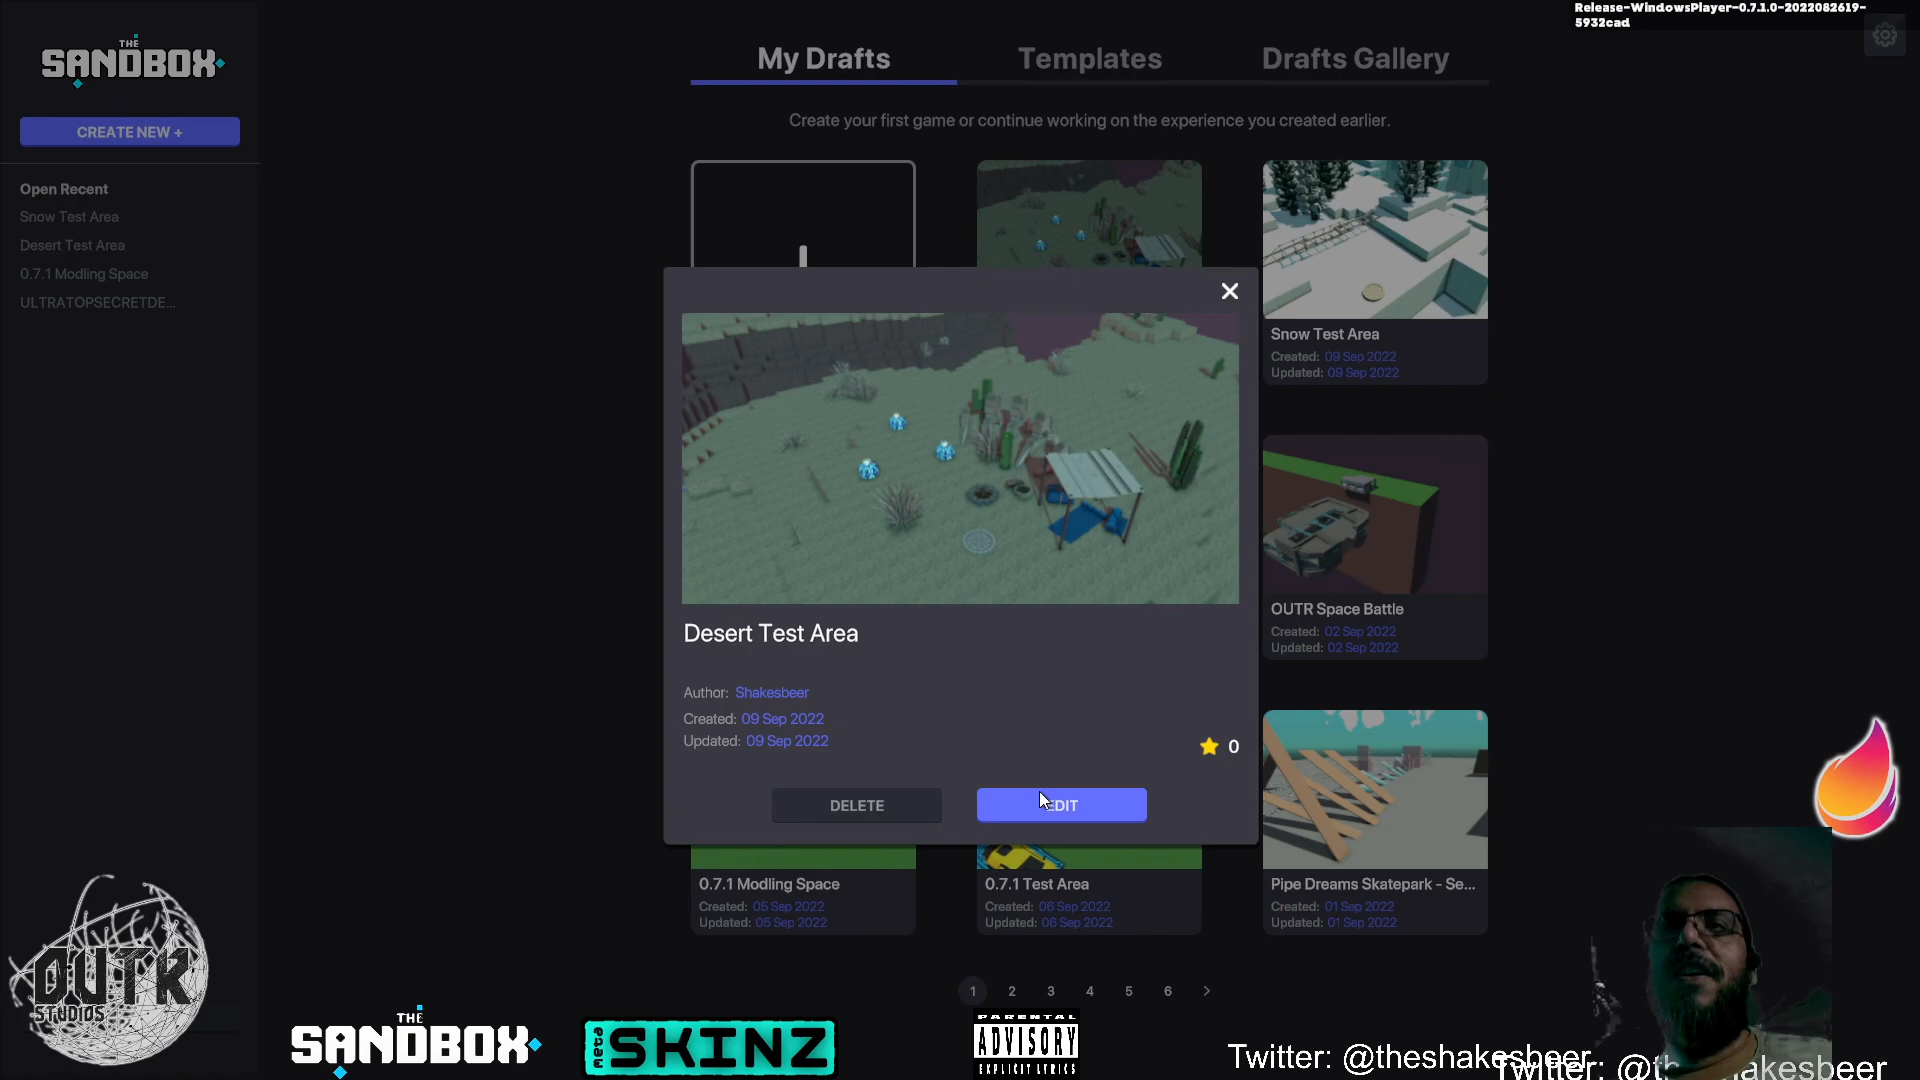 Release-WindowsPlayer-0.7.1.0-2022082619-
5932cad
THE
SANDBOX
CREATE NEW +
Open Recent
Snow Test Area
Desert Test Area
0.7.1 Modling Space
ULTRATOPSECRETDE...
My Drafts
Templates
Drafts Gallery
Create your first game or continue working on the experience you created earlier.
Snow Test Area
Created: 09 Sep 2022
Updated: 09 Sep 2022
Desert Test Area
Author: Shakesbeer
Created: 09 Sep 2022
Updated: 09 Sep 2022
0
DELETE
OUTR Space Battle
Created: 02 Sep 2022
Updated: 02 Sep 2022
0.7.1 Modling Space
Created: 05 Sep 2022
Updated: 05 Sep 2022
0.7.1 Test Area
Created: 06 Sep 2022
Updated: 06 Sep 2022
Pipe Dreams Skatepark - Se...
Created: 01 Sep 2022
Updated: 01 Sep 2022
1 2 3 4 5 6
OUTR
STUDIOS
THE
SANDBOX
meta
SKINZ
PARENTAL
ADVISORY
EXPLICIT LYRICS
Twitter: @theshakesbeer